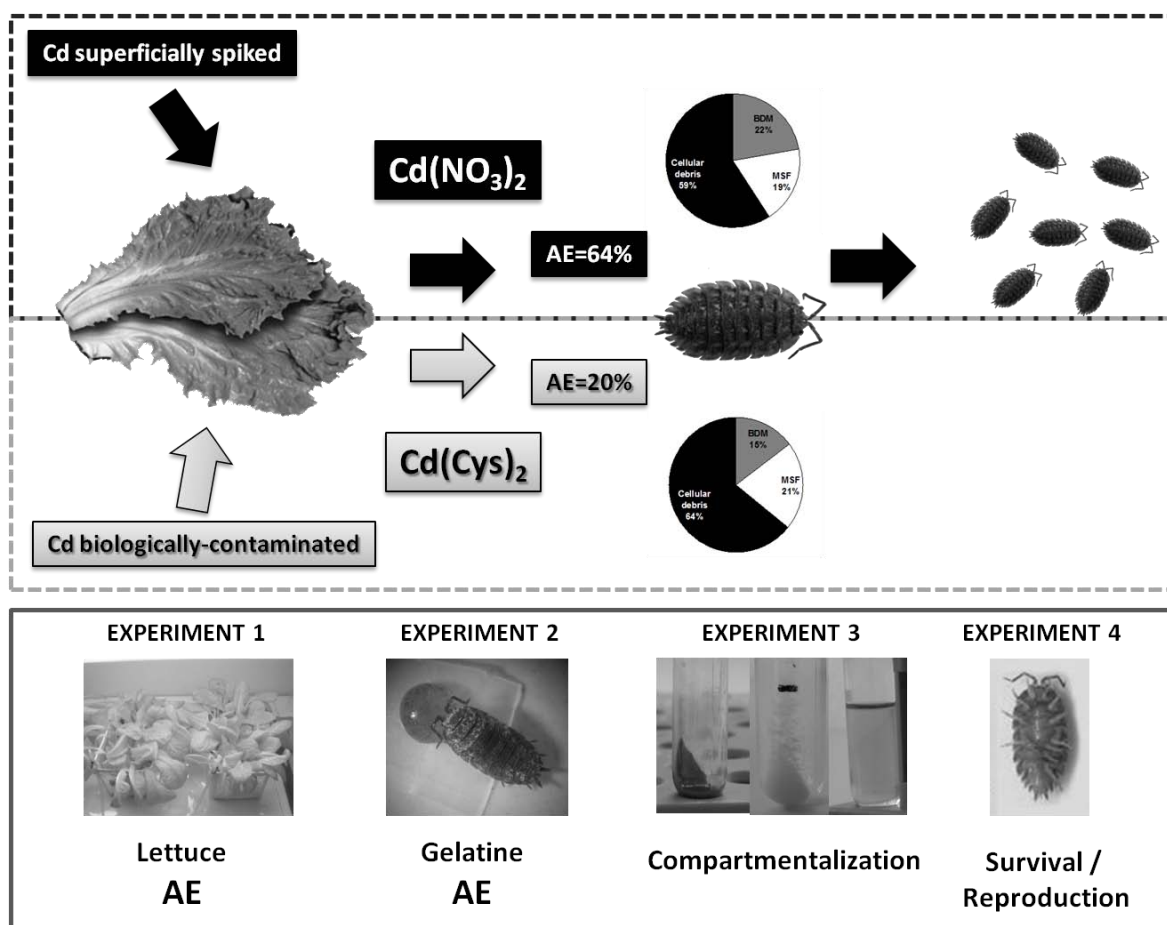 Cd superficially spiked
Cd(NO₃)₂
AE=64%
BDM
22%
Cellular
debris
59%
MSF
19%
AE=20%
Cd(Cys)₂
BDM
15%
MSF
21%
Cellular
debris
64%
Cd biologically-contaminated
EXPERIMENT 1
EXPERIMENT 2
EXPERIMENT 3
EXPERIMENT 4
Lettuce
AE
Gelatine
AE
Compartmentalization
Survival /
Reproduction